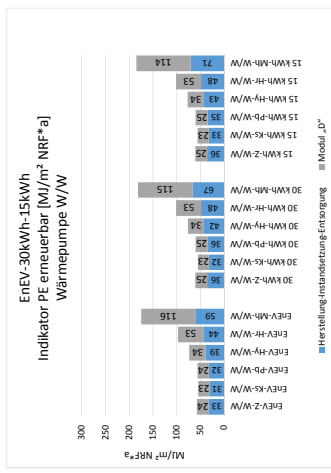 EnEV-30kWh-15kWh
Indikator PE erneuerbar [MJ/m² NRF*a]
Wärmepumpe W/W
MJ/m² NRF*a
300
250
200
150
100
50
0
33 24
31 23
32 24
39 34
44 53
59 116
36 25
32 23
36 25
42 34
48 53
67 115
36 25
33 23
35 25
43 34
48 53
71 114
EnEV-Z-W/W
EnEV-Ks-W/W
EnEV-Pb-W/W
EnEV-Hy-W/W
EnEV-Hr-W/W
EnEV-Mh-W/W
30 kWh-Z-W/W
30 kWh-Ks-W/W
30 kWh-Pb-W/W
30 kWh-Hy-W/W
30 kWh-Hr-W/W
30 kWh-Mh-W/W
15 kWh-Z-W/W
15 kWh-Ks-W/W
15 kWh-Pb-W/W
15 kWh-Hy-W/W
15 kWh-Hr-W/W
15 kWh-Mh-W/W
Herstellung-Instandsetzung-Entsorgung
Modul „D"